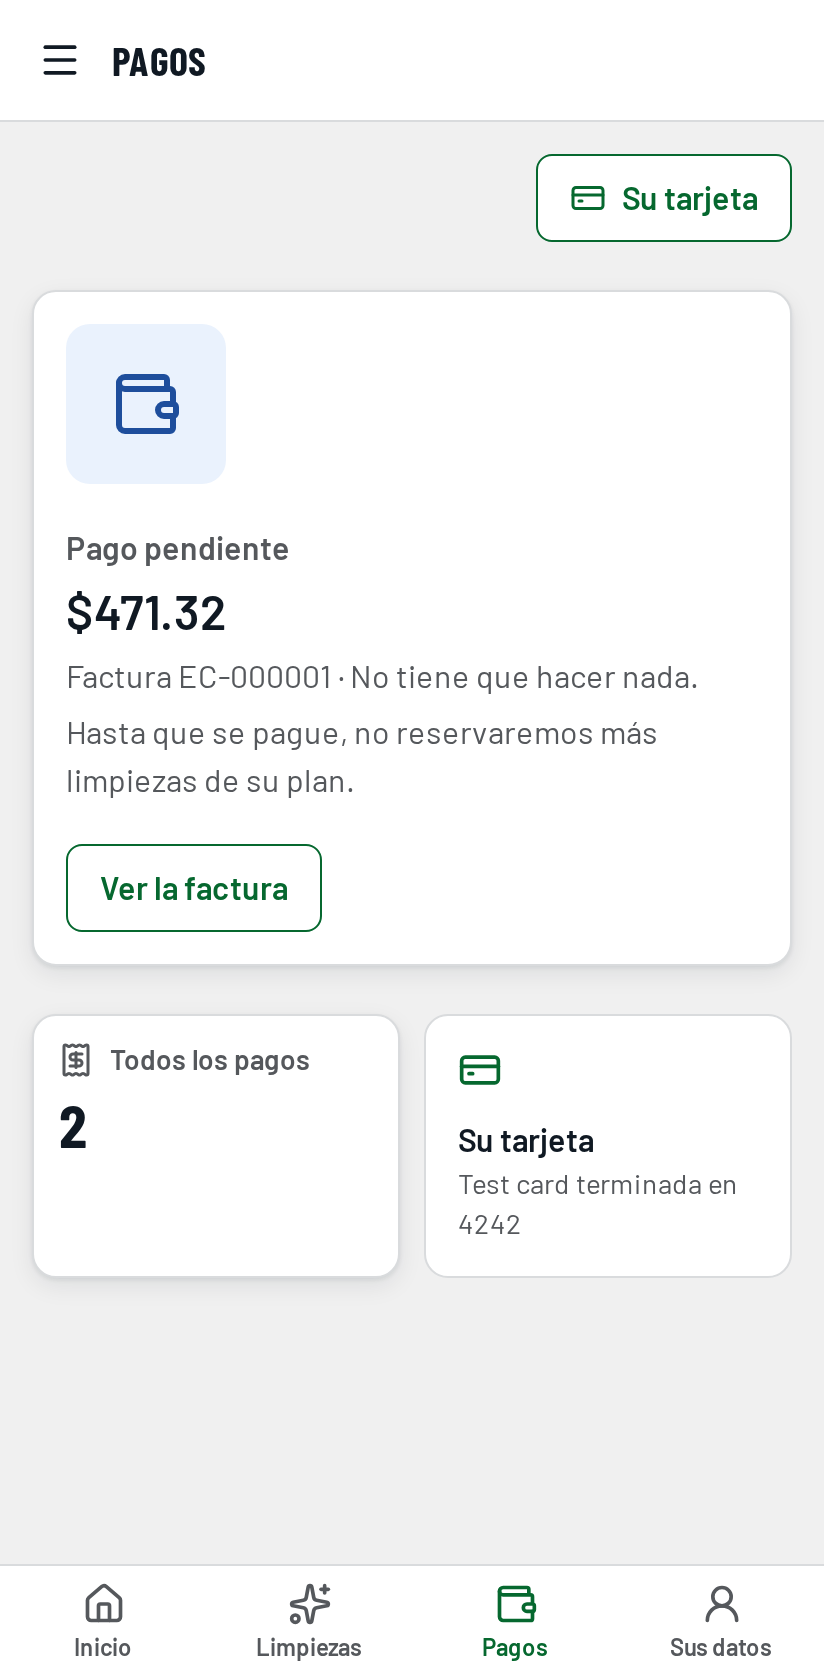 PAGOS
Su tarjeta
Pago pendiente
$471.32
Factura EC-000001 · No tiene que hacer nada.
Hasta que se pague, no reservaremos más
limpiezas de su plan.
Ver la factura
Todos los pagos
2
Su tarjeta
Test card terminada en
4242
Inicio
Limpiezas
Pagos
Sus datos